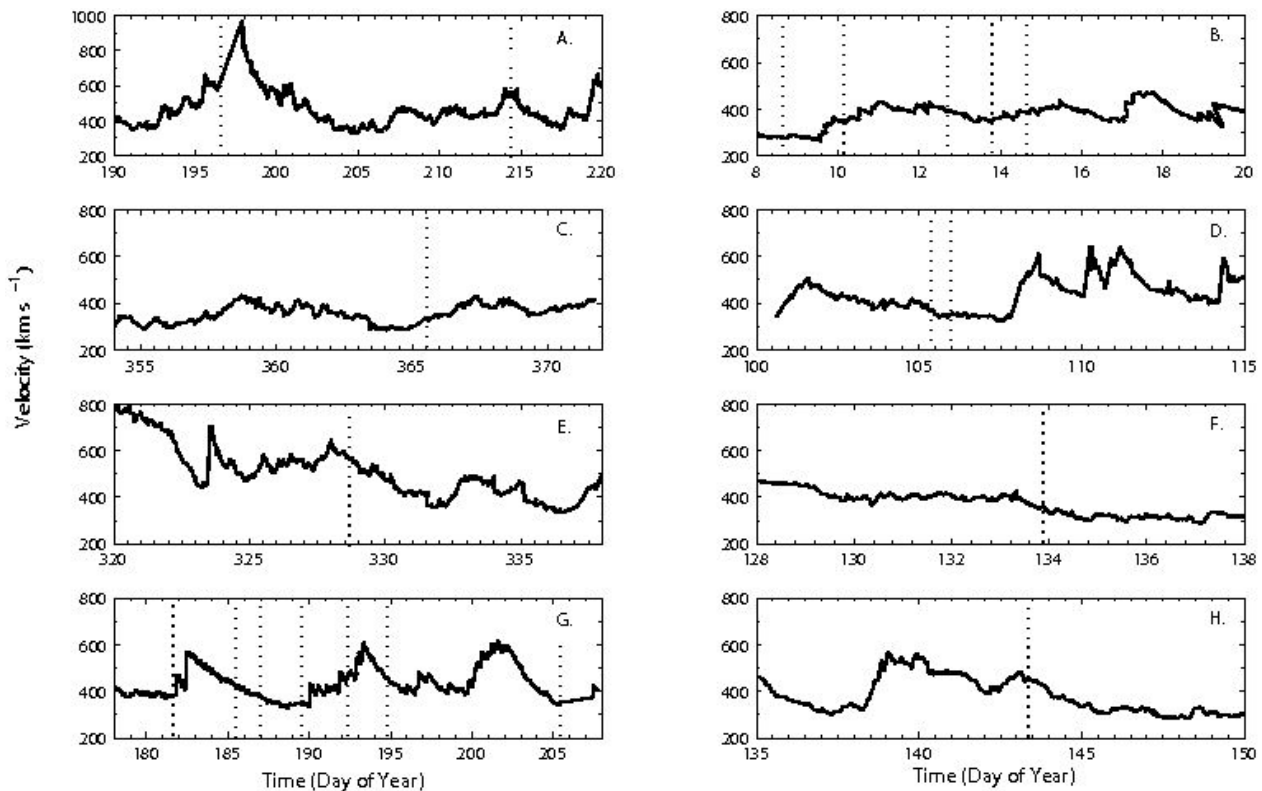 1000
800
600
400
200
A.
190 195 200 205 210 215 220
800
600
400
200
B.
8 10 12 14 16 18 20
800
600
400
200
C.
355 360 365 370
800
600
400
200
D.
100 105 110 115
Velocity (km s⁻¹)
800
600
400
200
E.
320 325 330 335
800
600
400
200
F.
128 130 132 134 136 138
800
600
400
200
G.
180 185 190 195 200 205
Time (Day of Year)
800
600
400
200
H.
135 140 145 150
Time (Day of Year)